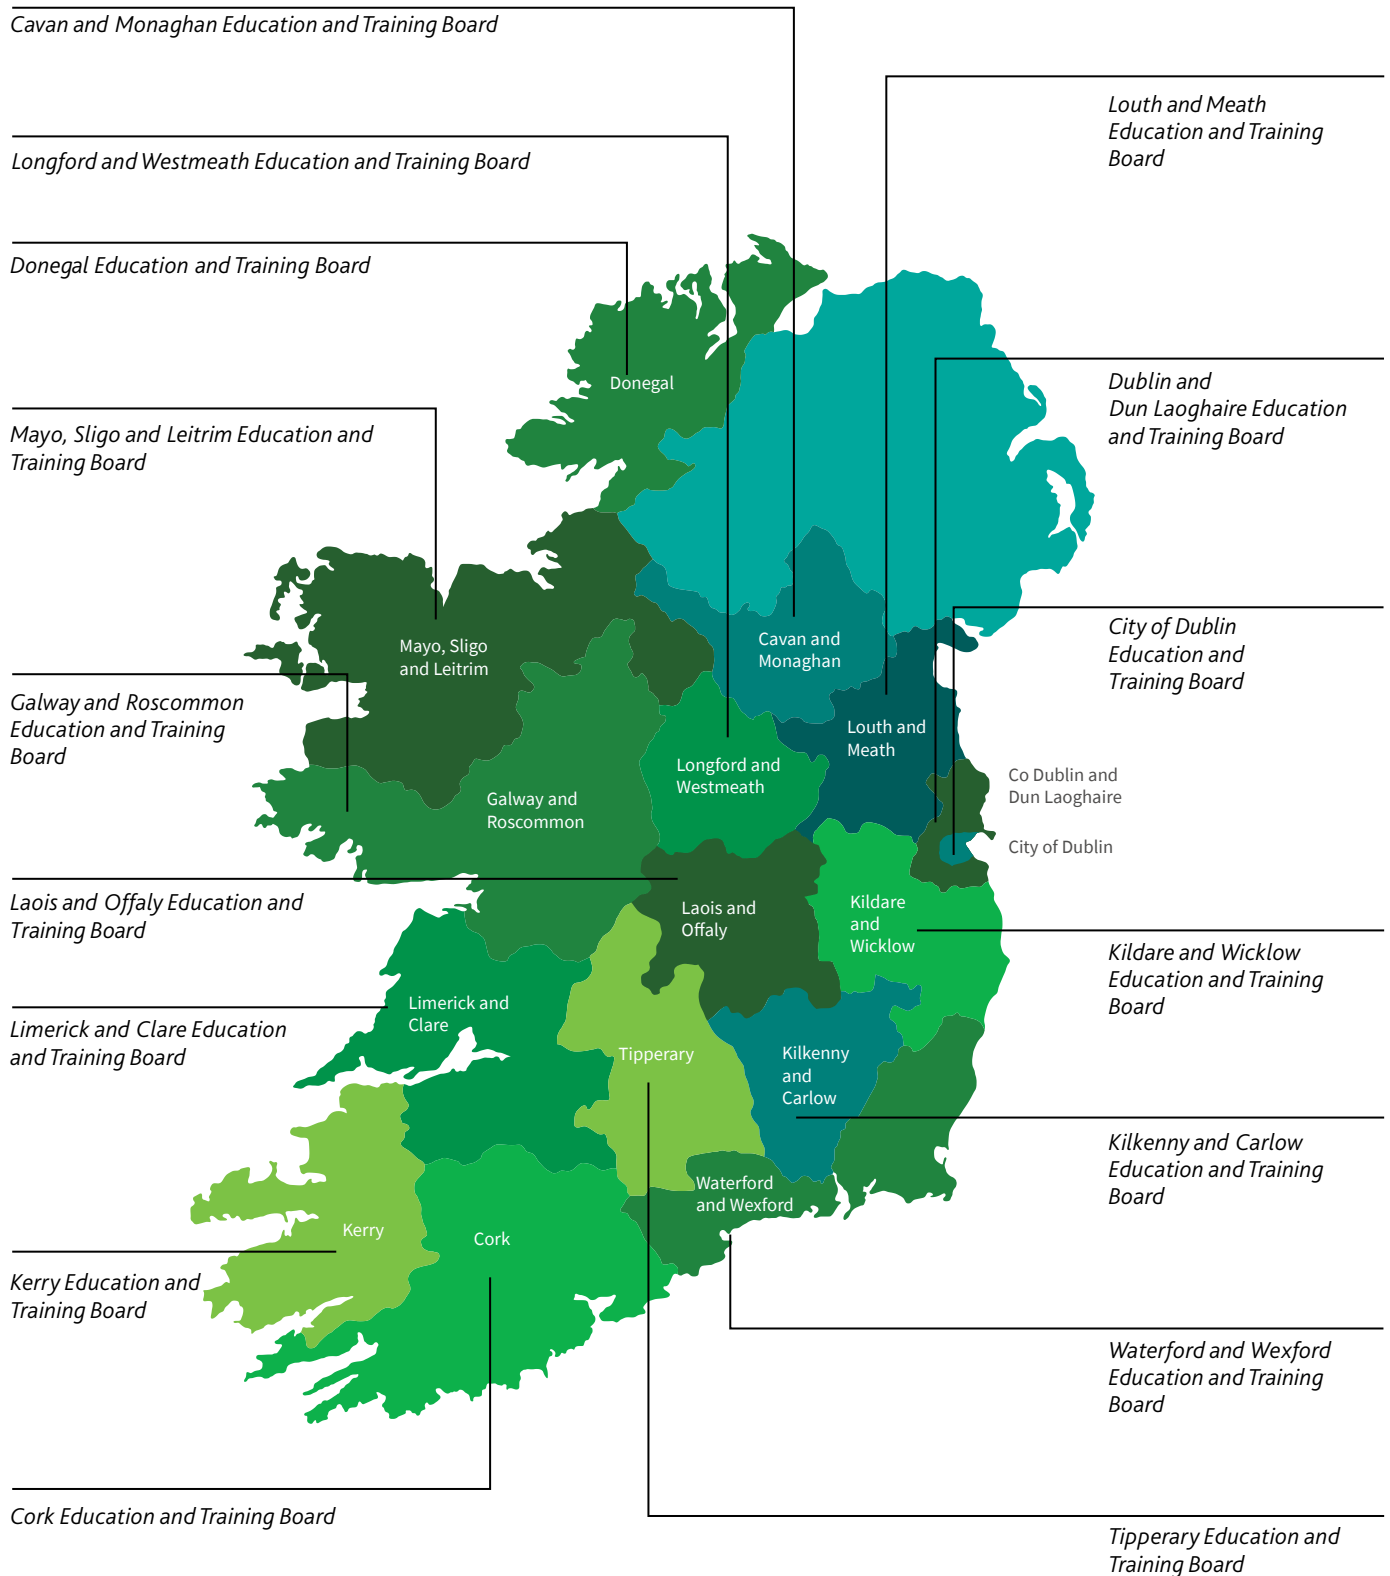 Cavan and Monaghan Education and Training Board
Longford and Westmeath Education and Training Board
Donegal Education and Training Board
Mayo, Sligo and Leitrim Education and
Training Board
Galway and Roscommon
Education and Training
Board
Laois and Offaly Education and
Training Board
Limerick and Clare Education
and Training Board
Kerry Education and
Training Board
Cork Education and Training Board
Donegal
Mayo, Sligo
and Leitrim
Cavan and
Monaghan
Louth and
Meath
Longford and
Westmeath
Galway and
Roscommon
Co Dublin and
Dun Laoghaire
City of Dublin
Laois and
Offaly
Kildare
and
Wicklow
Limerick and
Clare
Tipperary
Kilkenny
and
Carlow
Waterford
and Wexford
Kerry
Cork
Louth and Meath
Education and Training
Board
Dublin and
Dun Laoghaire Education
and Training Board
City of Dublin
Education and
Training Board
Kildare and Wicklow
Education and Training
Board
Kilkenny and Carlow
Education and Training
Board
Waterford and Wexford
Education and Training
Board
Tipperary Education and
Training Board